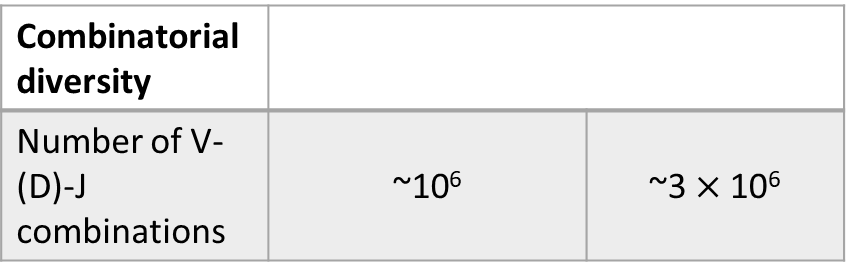 Combinatorial
diversity
Number of V-
(D)-J
combinations
~10⁶
~3 × 10⁶